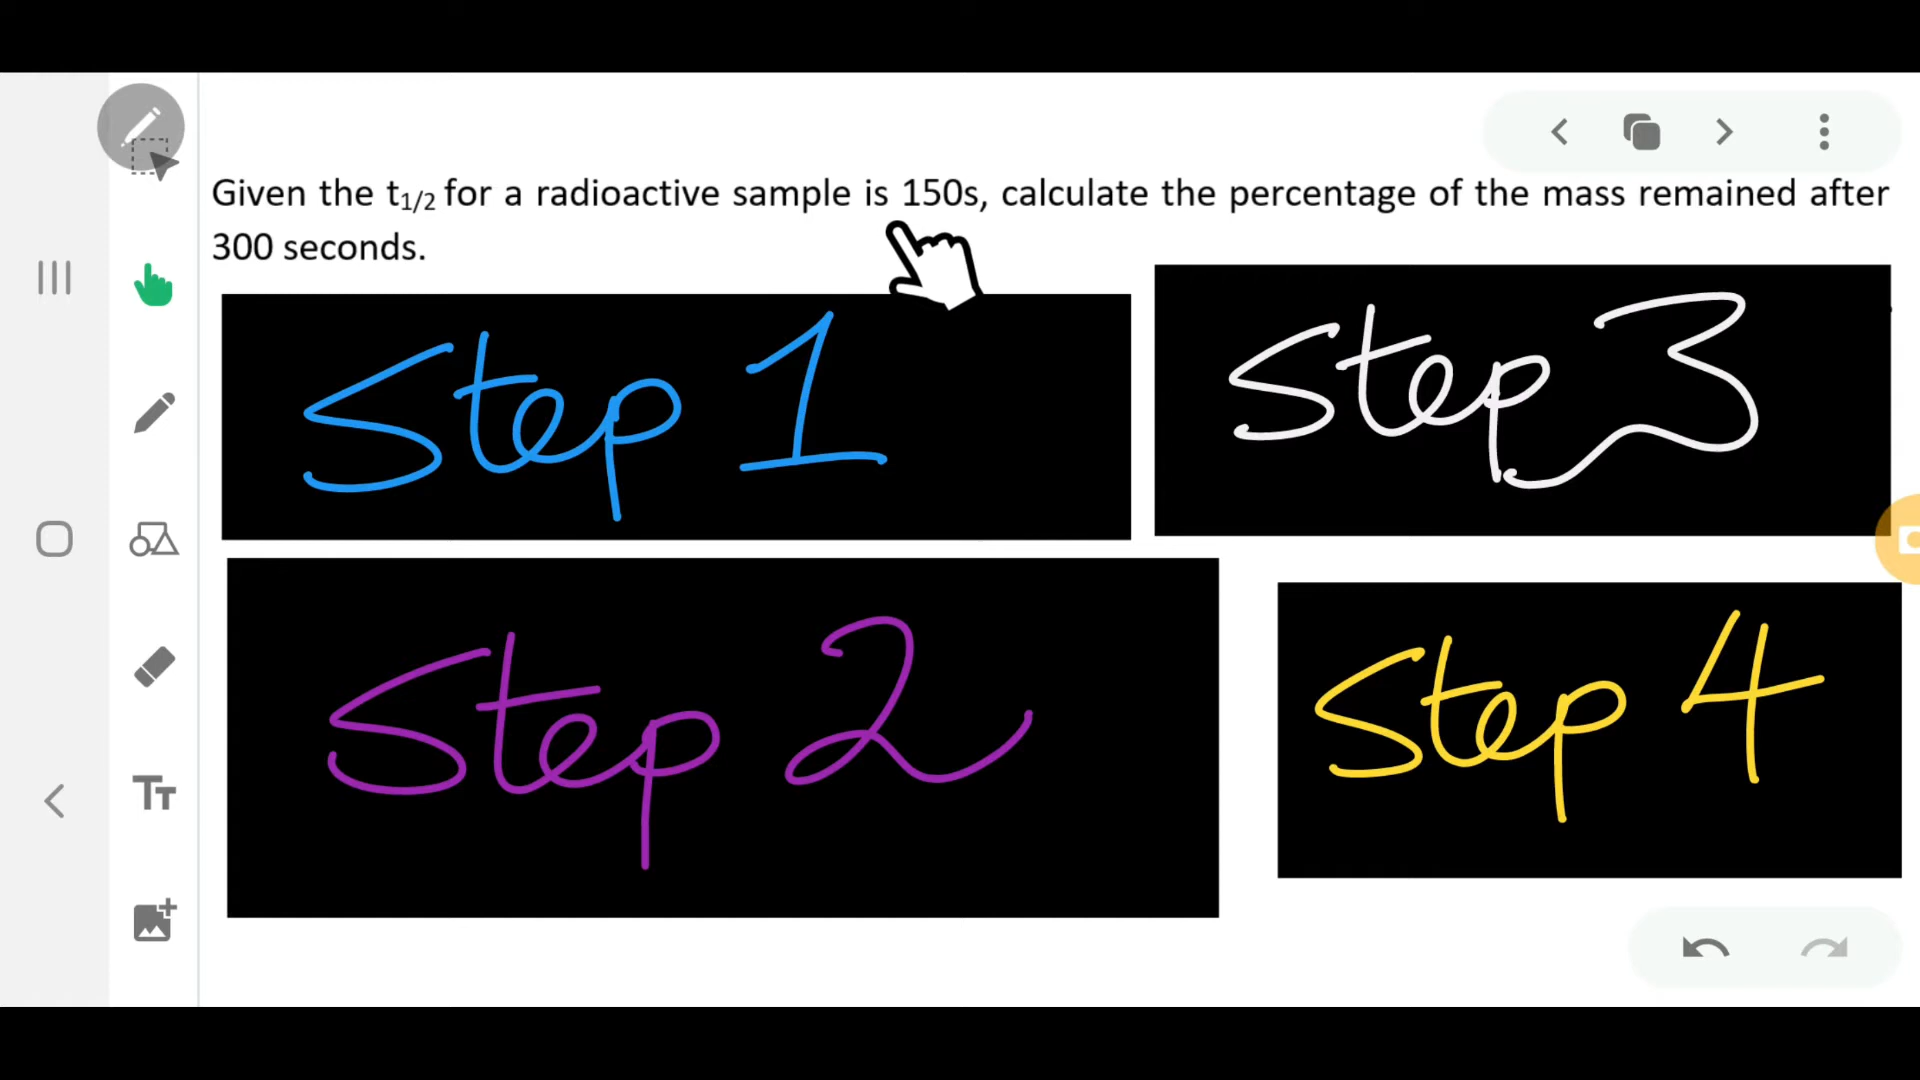 Given the t1/2 for a radioactive sample is 150s, calculate the percentage of the mass remained after
300 seconds.
Step 1
Step 3
Step 2
Step 4
TT